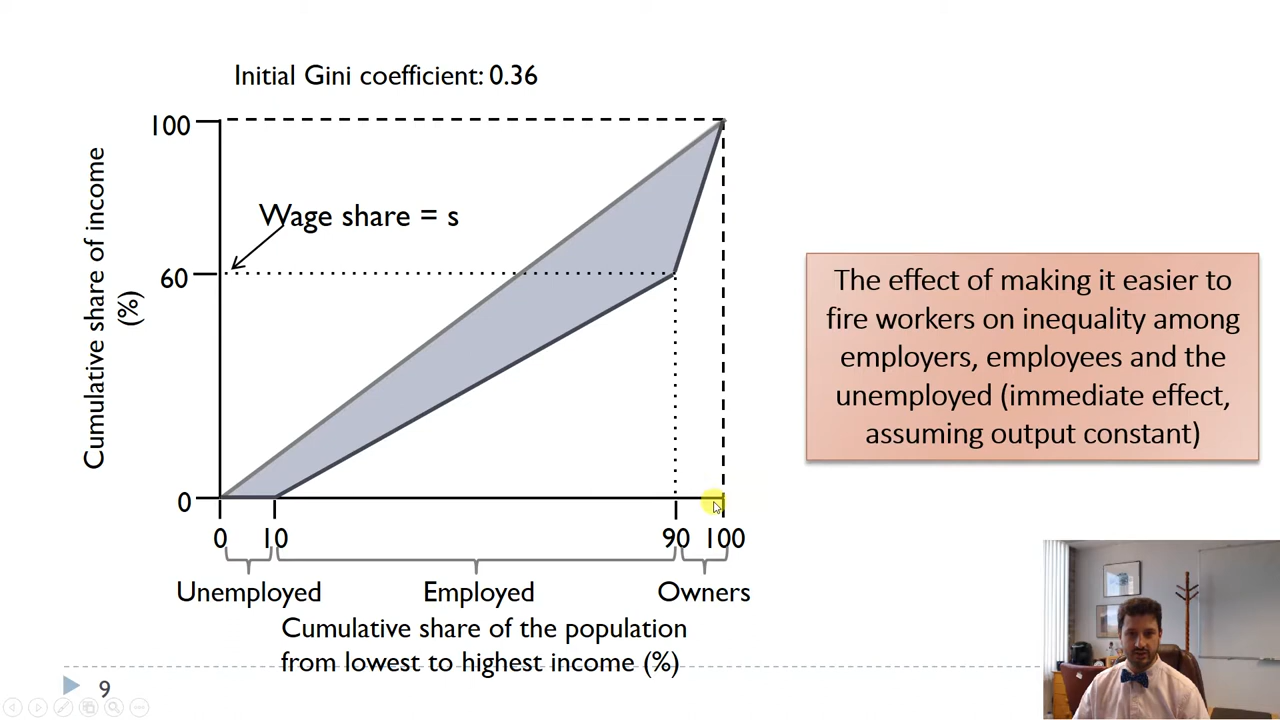 Initial Gini coefficient: 0.36
100
Cumulative share of income
(%)
Wage share = s
60
0
0
10
90
100
Unemployed
Employed
Owners
Cumulative share of the population
from lowest to highest income (%)
The effect of making it easier to
fire workers on inequality among
employers, employees and the
unemployed (immediate effect,
assuming output constant)
9